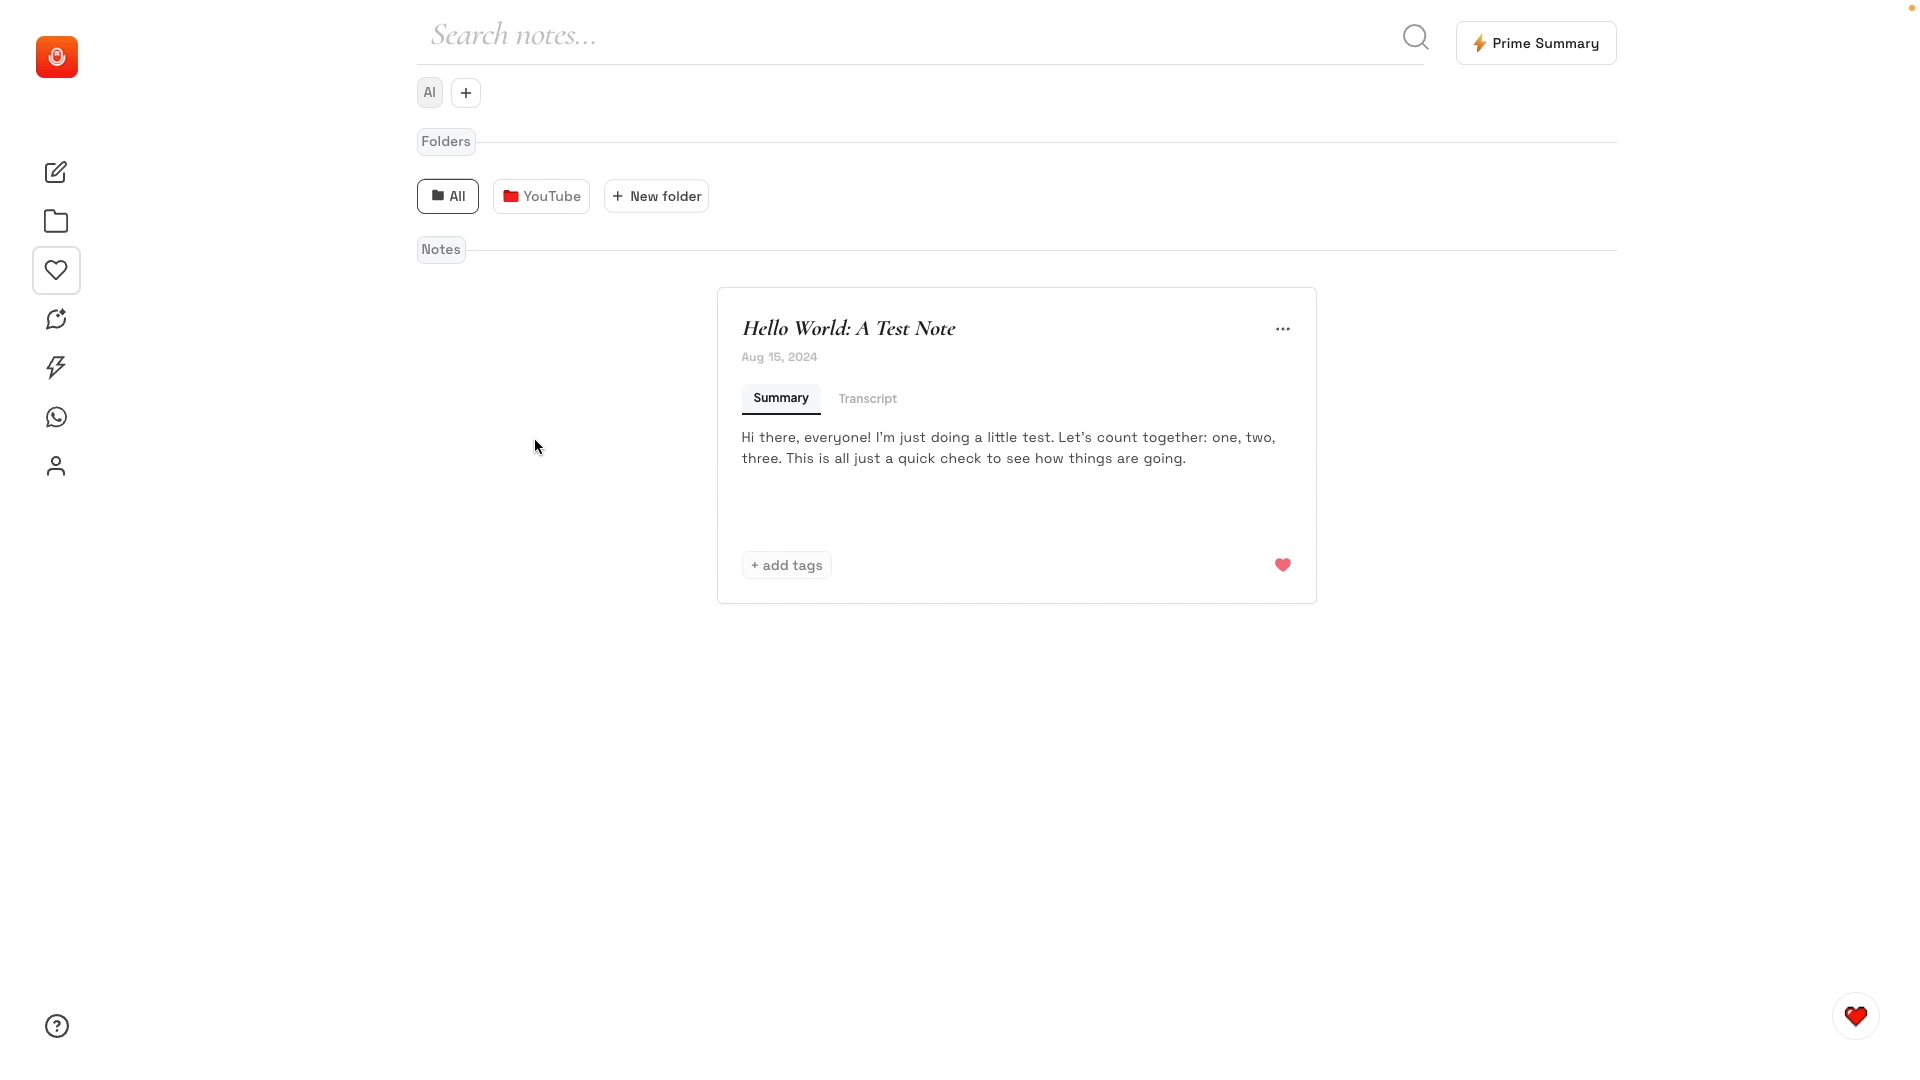 Search notes...
Prime Summary
AI
+
Folders
All
YouTube
+ New folder
Notes
Hello World: A Test Note
...
Aug 15, 2024
Summary
Transcript
Hi there, everyone! I'm just doing a little test. Let's count together: one, two,
three. This is all just a quick check to see how things are going.
+ add tags
?